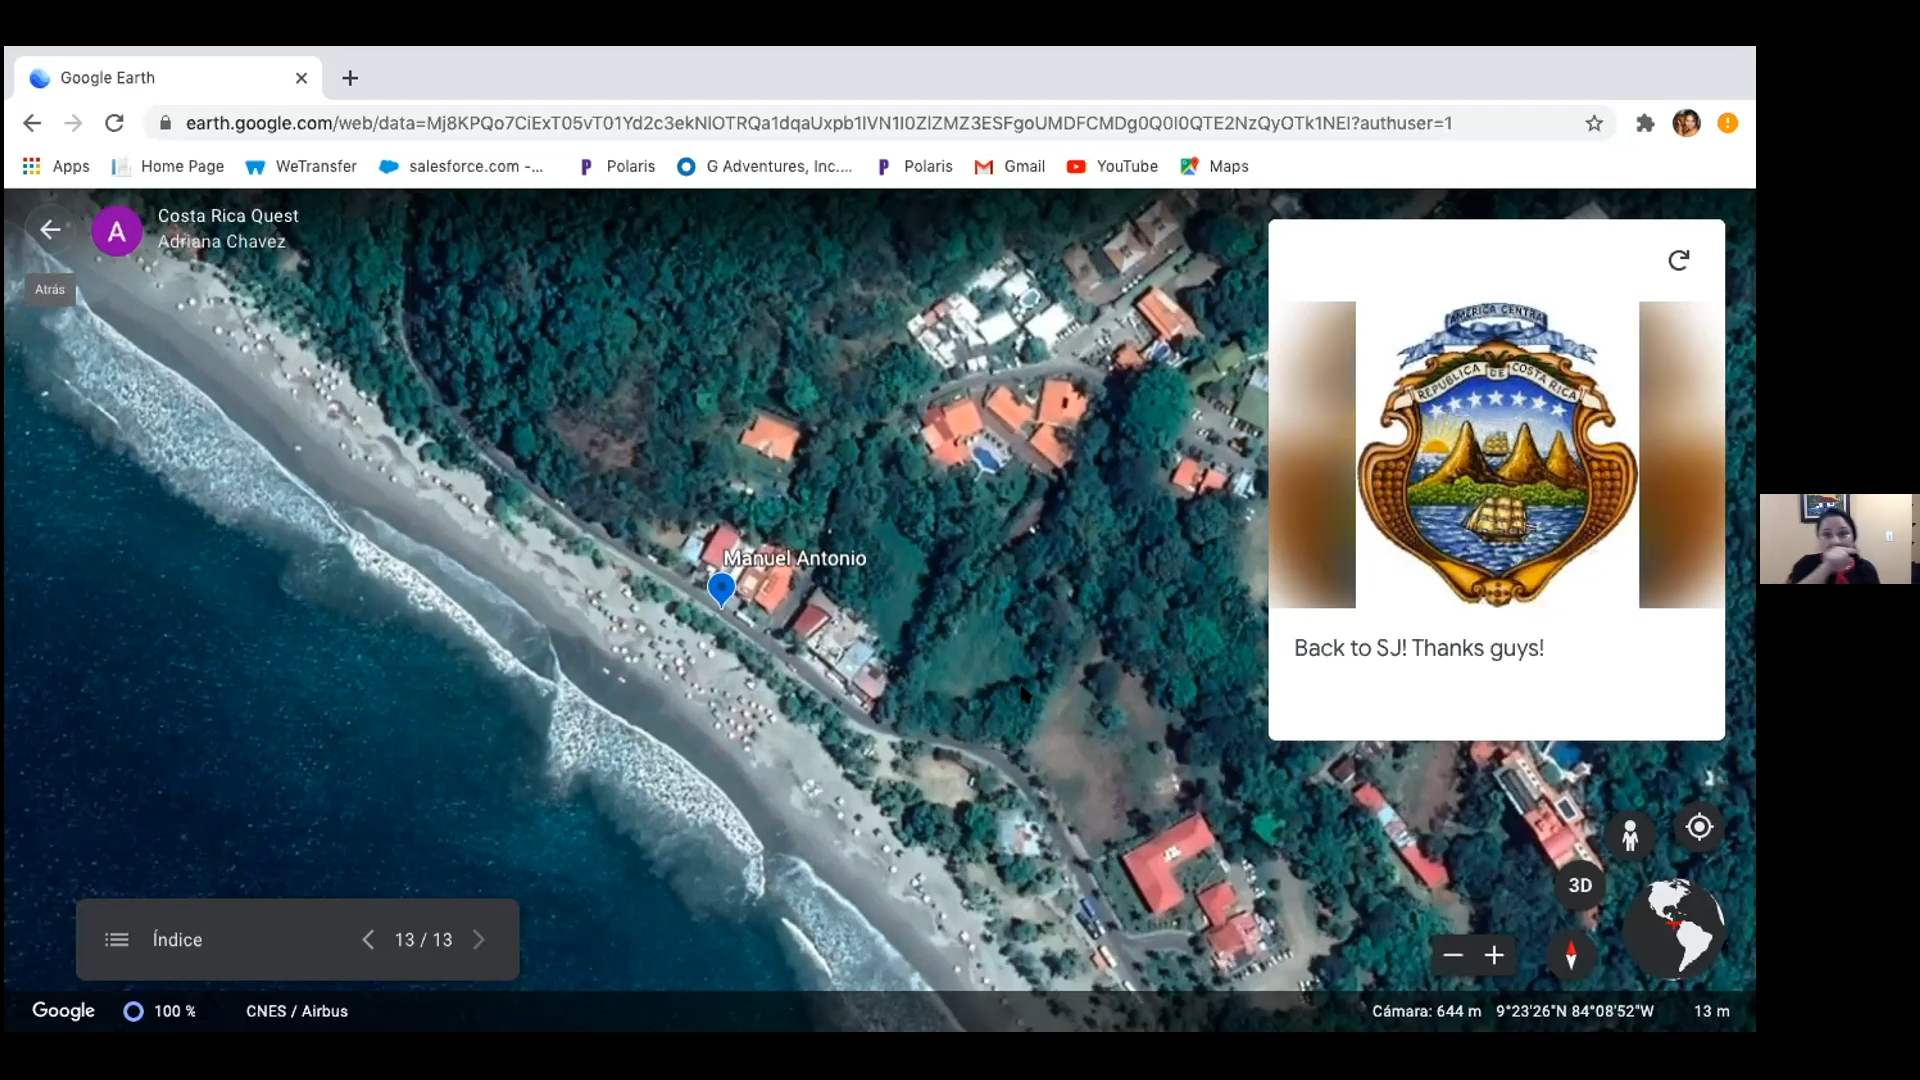 Google Earth
earth.google.com/web/data=Mj8KPQo7CiExT05vT01Yd2c3ekNlOTRQa1dqaUxpb1lVN1I0ZlZMZ3ESFgoUMDFCMDg0Q0I0QTE2NzQyOTk1NEI?authuser=1
Apps Home Page WeTransfer salesforce.com -... Polaris G Adventures, Inc.... Polaris Gmail YouTube Maps
A
Costa Rica Quest
Adriana Chavez
Atrás
AMERICA CENTRAL
REPUBLICA DE COSTA RICA
Manuel Antonio
Back to SJ! Thanks guys!
3D
Índice 13 / 13
Google 100 % CNES / Airbus Cámara: 644 m 9°23'26"N 84°08'52"W 13 m